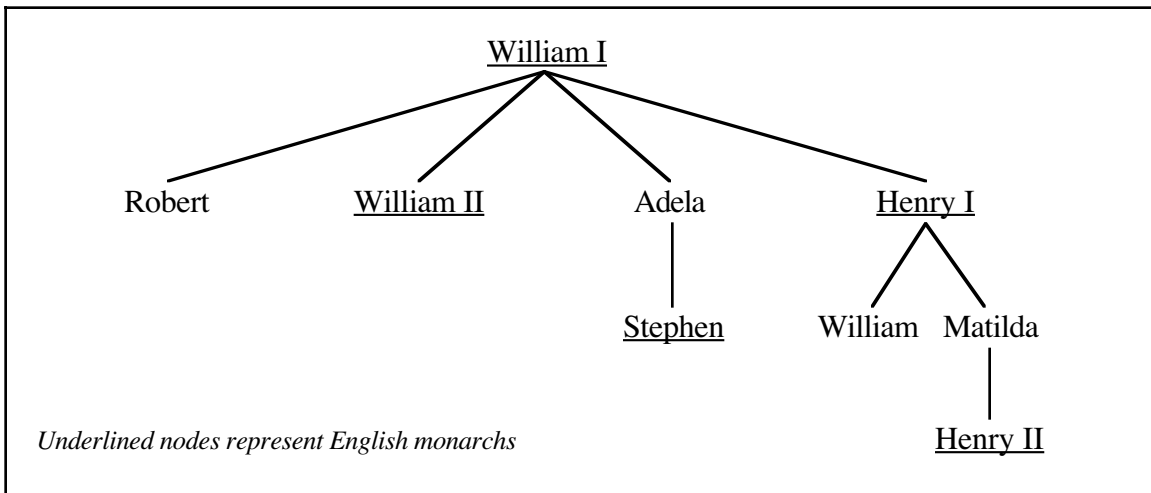 William I
Robert William II Adela Henry I
Stephen William Matilda
Underlined nodes represent English monarchs Henry II